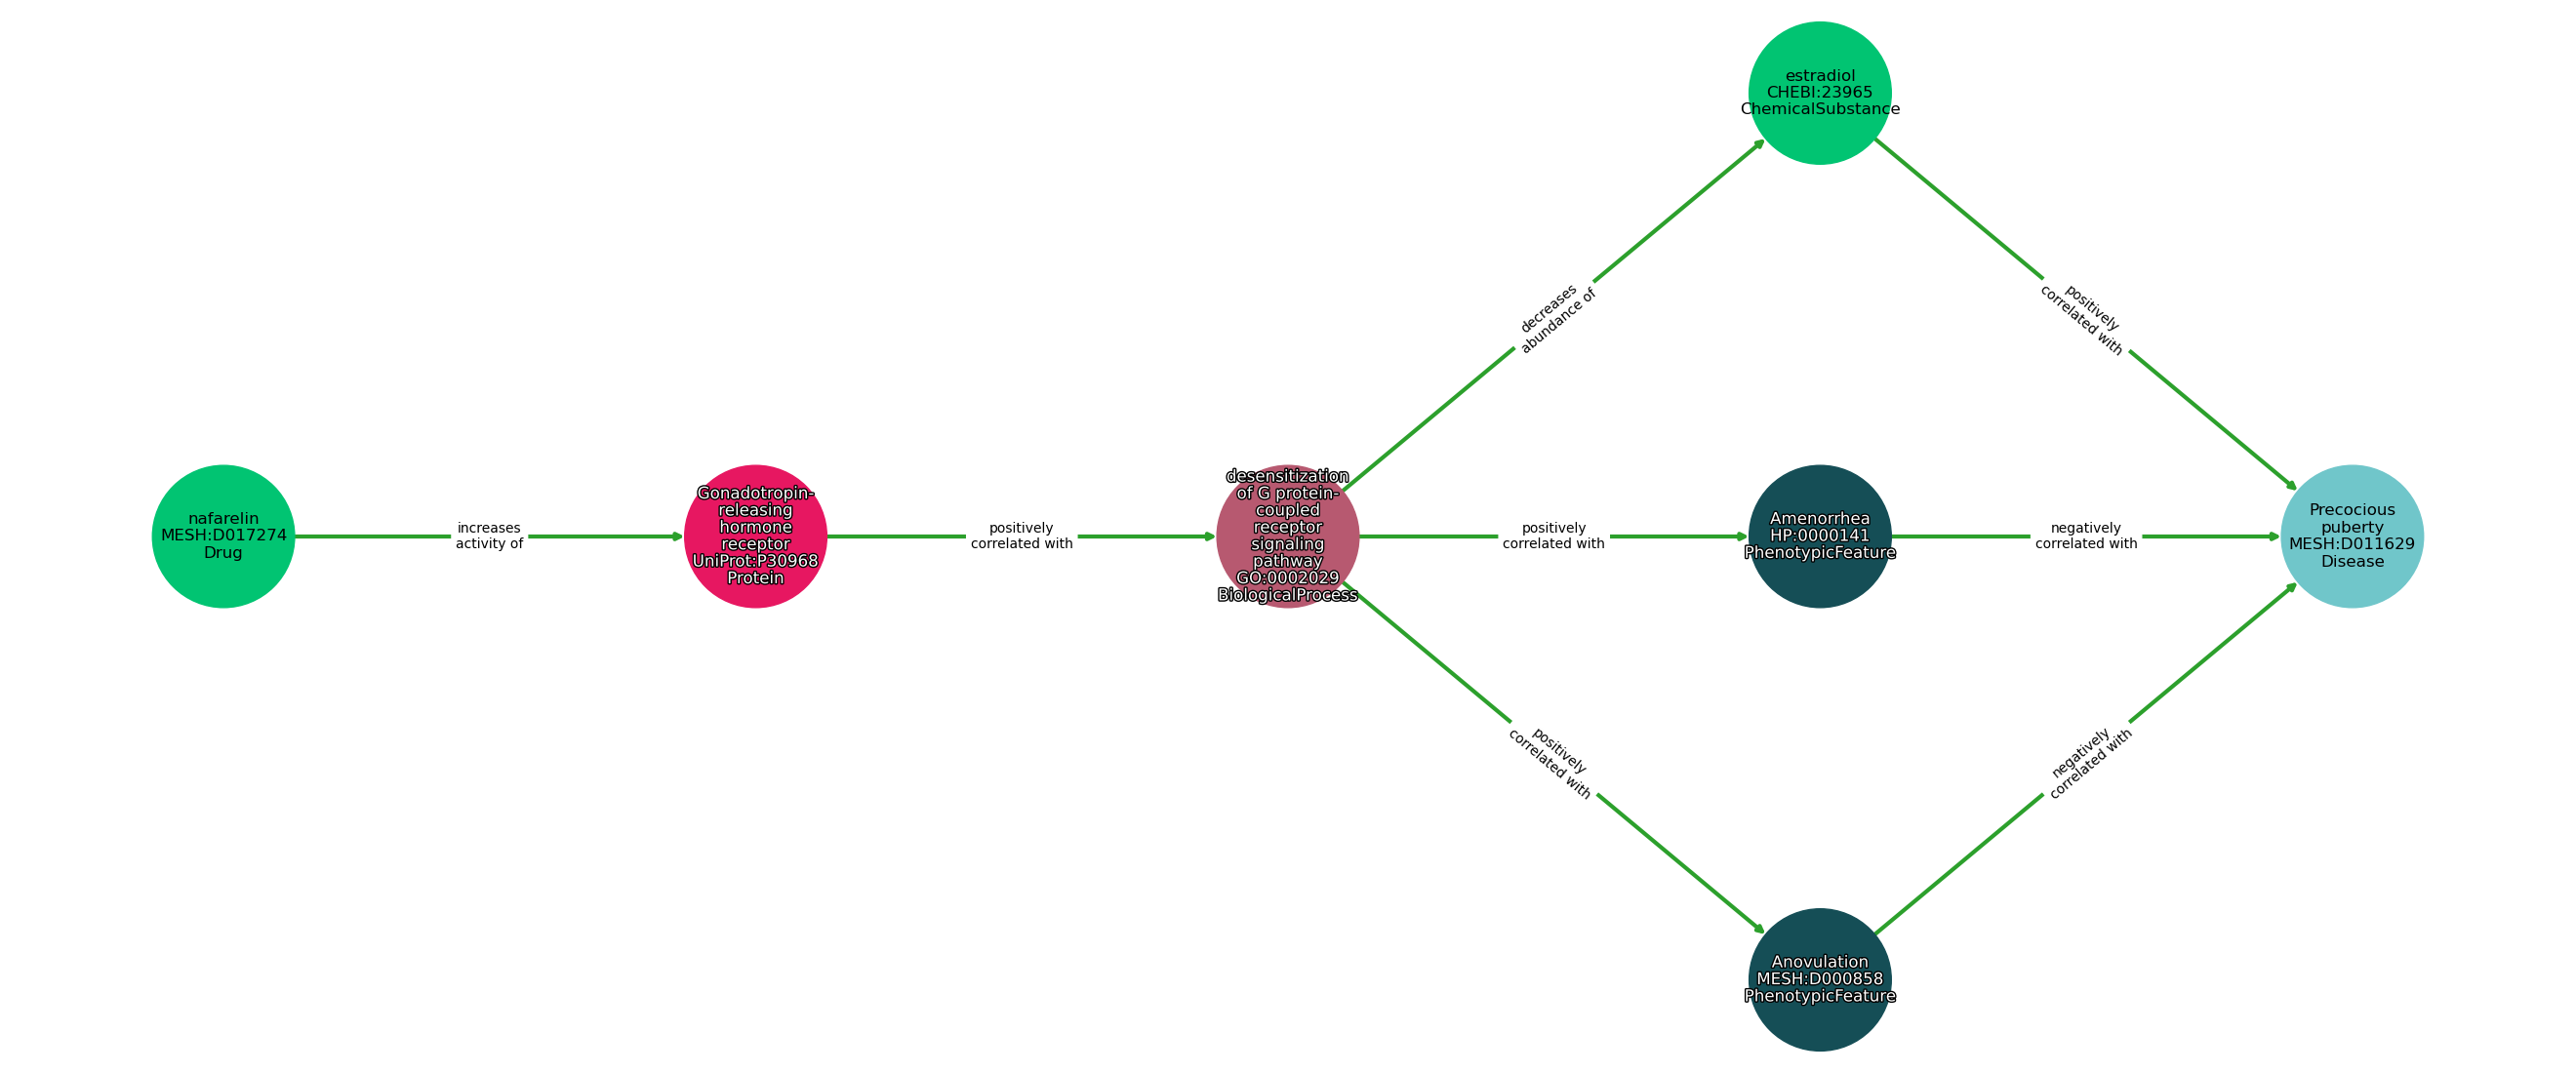 nafarelin
MESH:D017274
Drug
increases
activity of
Gonadotropin-
releasing
hormone
receptor
UniProt:P30968
Protein
positively
correlated with
desensitization
of G protein-
coupled
receptor
signaling
pathway
GO:0002029
BiologicalProcess
decreases
abundance of
estradiol
CHEBI:23965
ChemicalSubstance
positively
correlated with
positively
correlated with
Amenorrhea
HP:0000141
PhenotypicFeature
negatively
correlated with
positively
correlated with
Anovulation
MESH:D000858
PhenotypicFeature
negatively
correlated with
Precocious
puberty
MESH:D011629
Disease